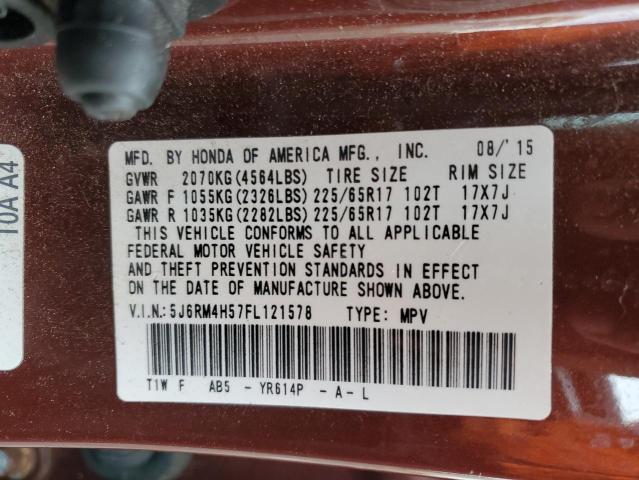 MFD. BY HONDA OF AMERICA MFG., INC. 08/'15
GVWR 2070KG(4564LBS) TIRE SIZE RIM SIZE
GAWR F 1055KG(2326LBS) 225/65R17 102T 17X7J
GAWR R 1035KG(2282LBS) 225/65R17 102T 17X7J
THIS VEHICLE CONFORMS TO ALL APPLICABLE
FEDERAL MOTOR VEHICLE SAFETY
AND THEFT PREVENTION STANDARDS IN EFFECT
ON THE DATE OF MANUFACTURE SHOWN ABOVE.
V.I.N.:5J6RM4H57FL121578 TYPE: MPV
T1W F AB5 - YR614P - A - L
10A A4